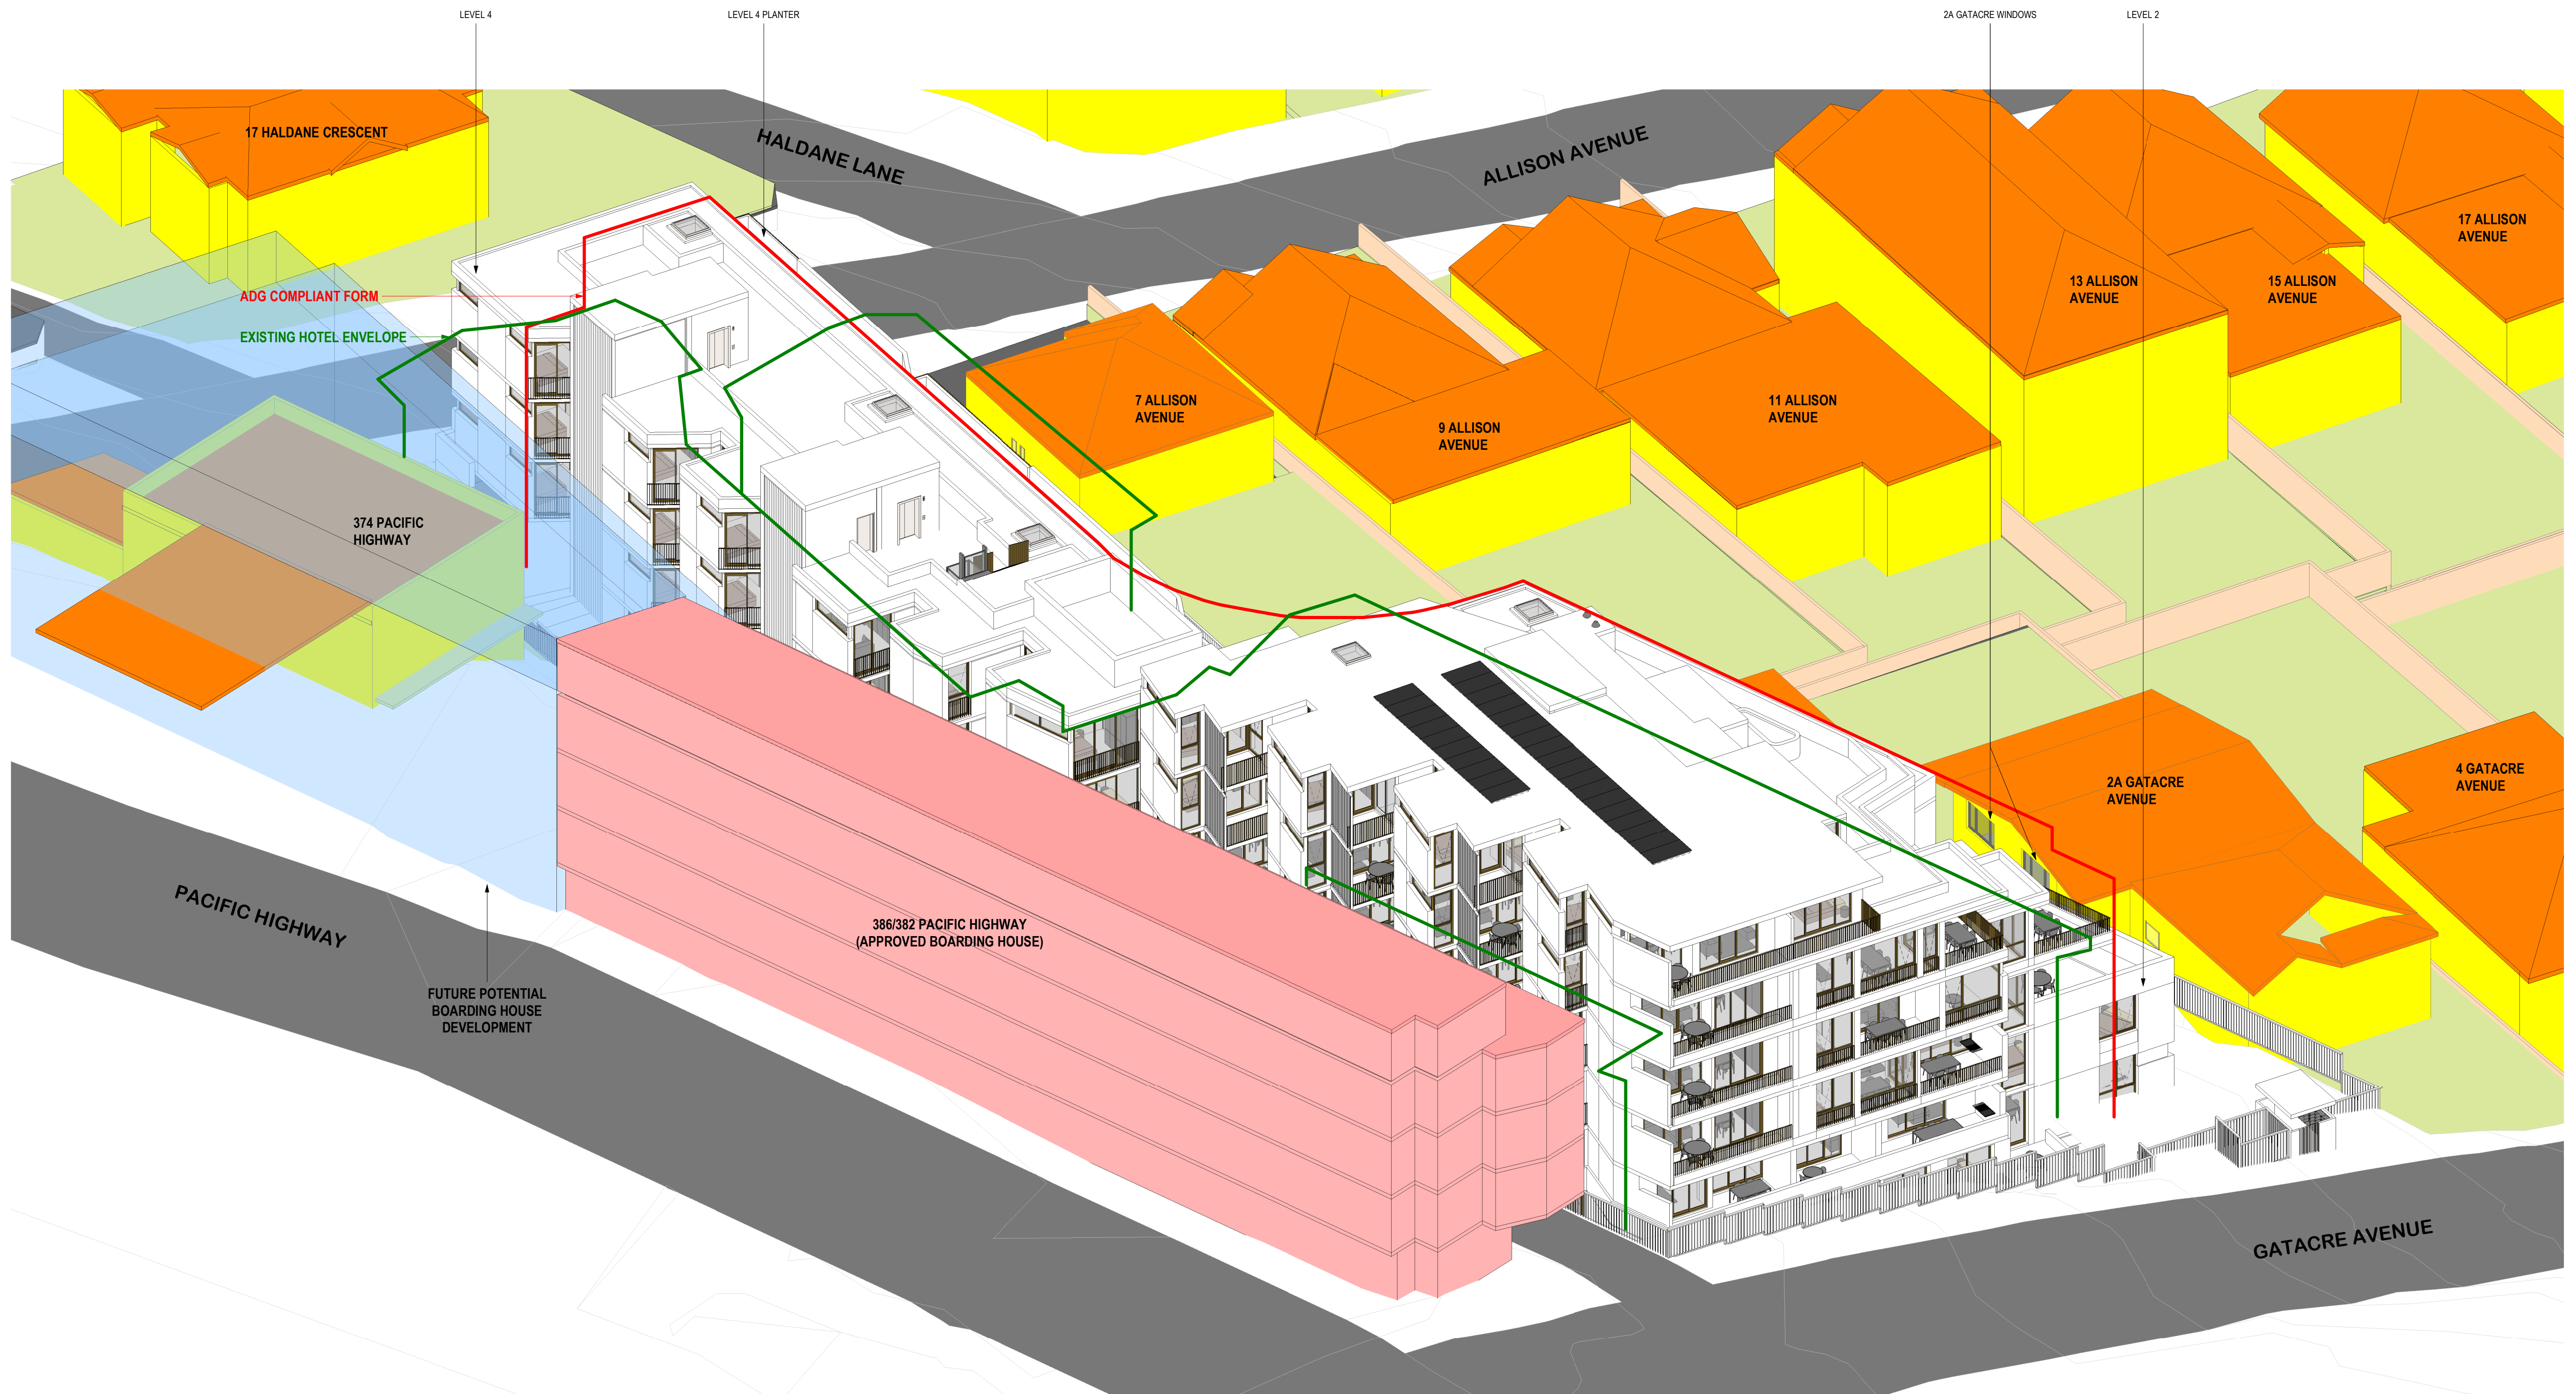 LEVEL 4
LEVEL 4 PLANTER
2A GATACRE WINDOWS
LEVEL 2
17 HALDANE CRESCENT
HALDANE LANE
ALLISON AVENUE
17 ALLISON
AVENUE
13 ALLISON
AVENUE
15 ALLISON
AVENUE
ADG COMPLIANT FORM
EXISTING HOTEL ENVELOPE
7 ALLISON
AVENUE
9 ALLISON
AVENUE
11 ALLISON
AVENUE
374 PACIFIC
HIGHWAY
2A GATACRE
AVENUE
4 GATACRE
AVENUE
PACIFIC HIGHWAY
386/382 PACIFIC HIGHWAY
(APPROVED BOARDING HOUSE)
FUTURE POTENTIAL
BOARDING HOUSE
DEVELOPMENT
GATACRE AVENUE